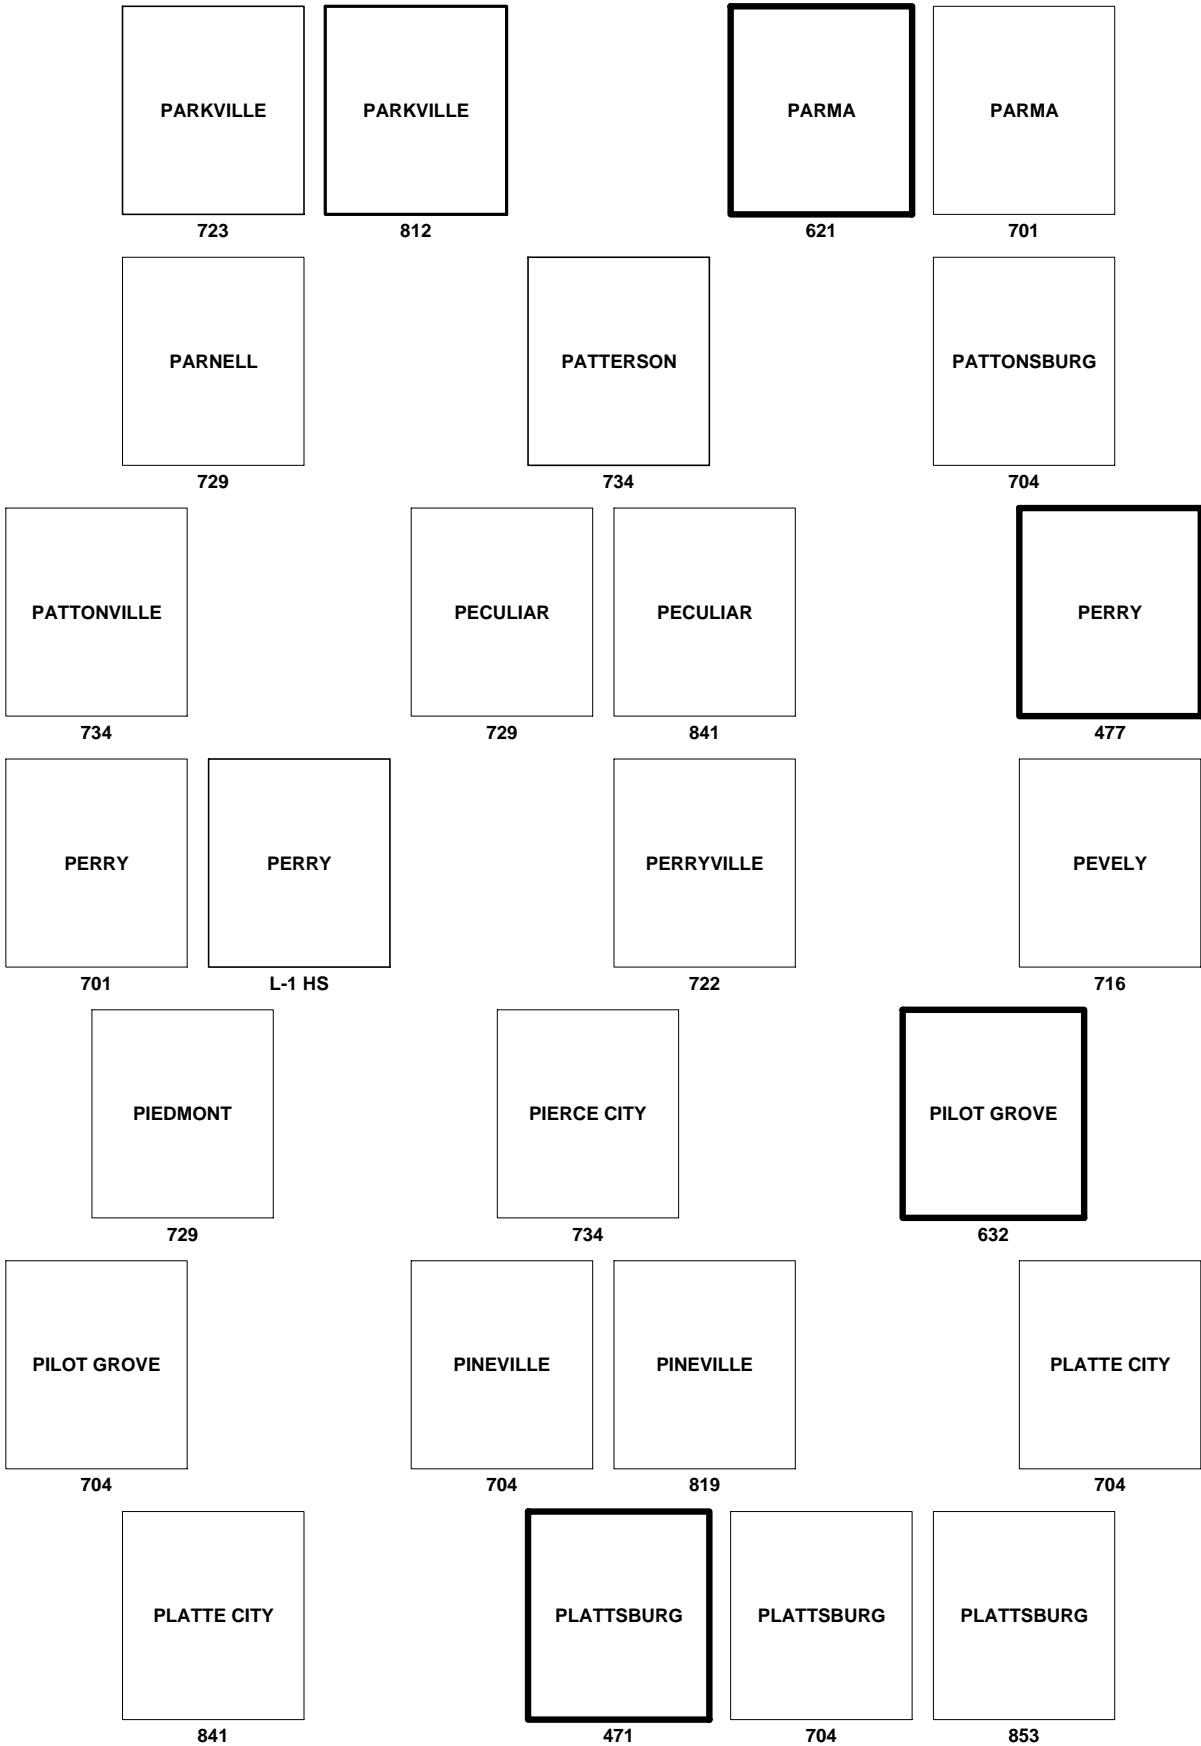 PARKVILLE PARKVILLE PARMA PARMA
723 812 621 701
PARNELL PATTERSON PATTONSBURG
729 734 704
PATTONVILLE PECULIAR PECULIAR PERRY
734 729 841 477
PERRY PERRY PERRYVILLE PEVELY
701 L-1 HS 722 716
PIEDMONT PIERCE CITY PILOT GROVE
729 734 632
PILOT GROVE PINEVILLE PINEVILLE PLATTE CITY
704 704 819 704
PLATTE CITY PLATTSBURG PLATTSBURG PLATTSBURG
841 471 704 853